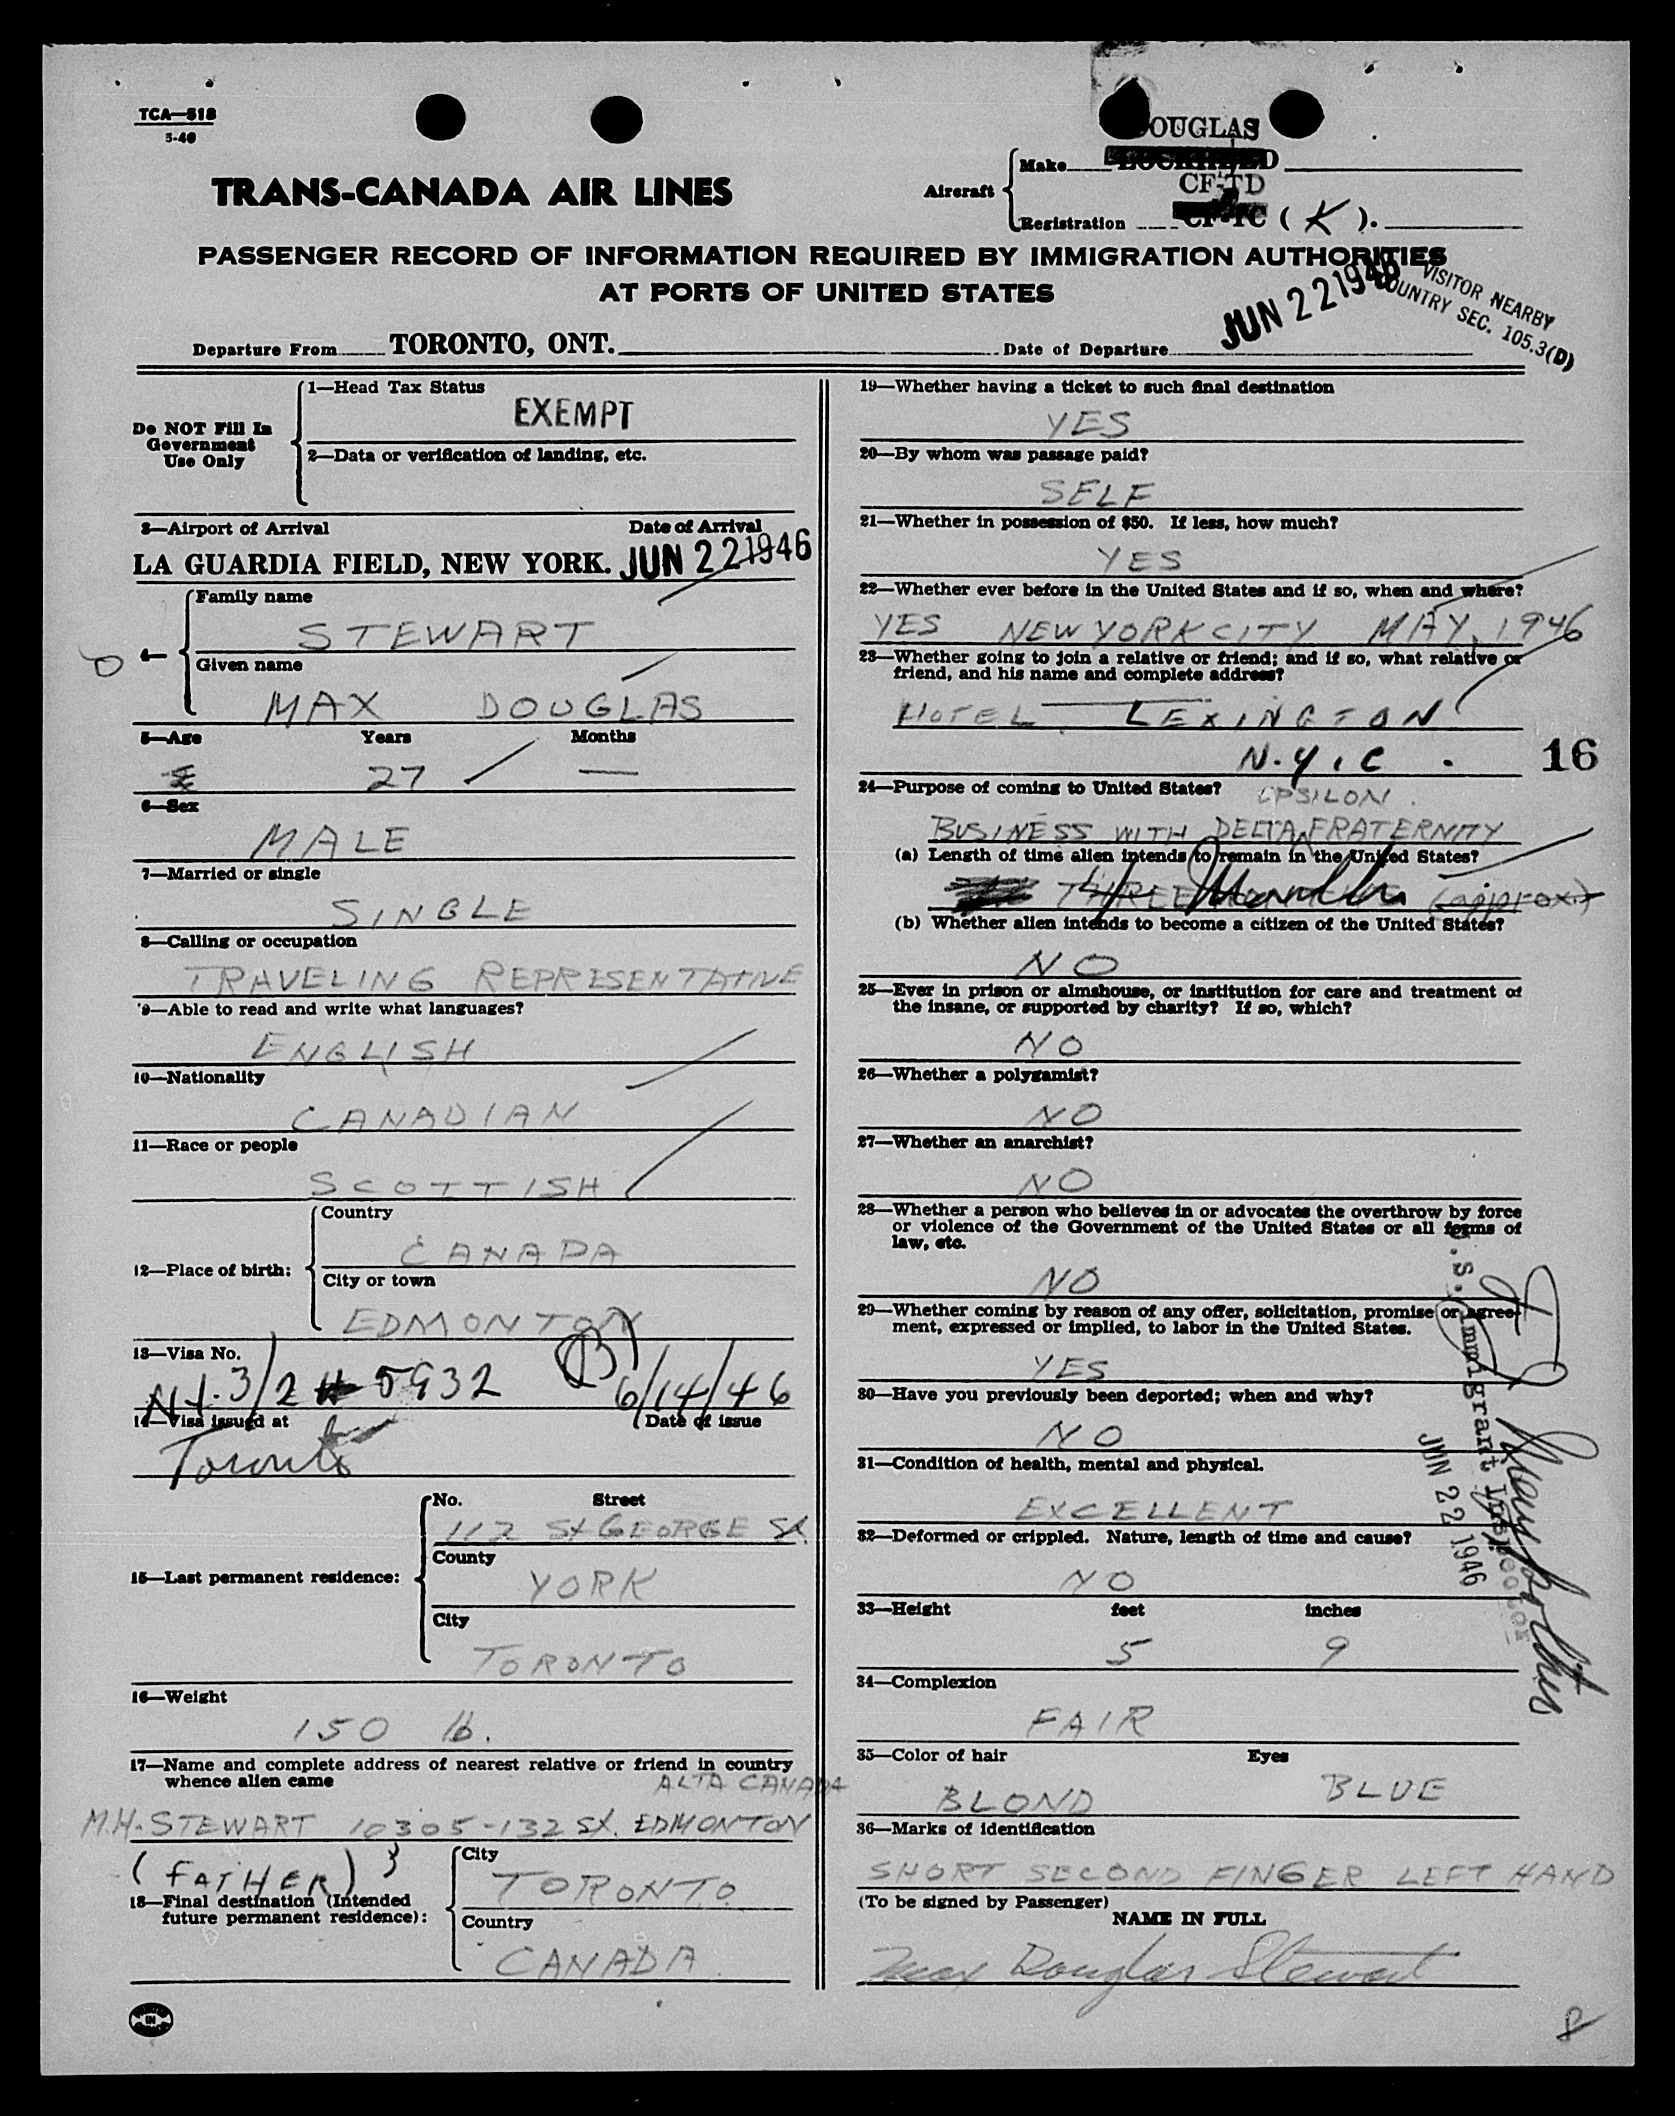 TCA—518
5-46
TRANS-CANADA AIR LINES
Aircraft
DOUGLAS
Make
CF-TD
Registration CF-TC ( K ).
PASSENGER RECORD OF INFORMATION REQUIRED BY IMMIGRATION AUTHORITIES
AT PORTS OF UNITED STATES
VISITOR NEARBY
COUNTRY SEC. 105.3(D)
Departure From TORONTO, ONT. Date of Departure JUN 22 1946
Do NOT Fill In
Government
Use Only
1—Head Tax Status
EXEMPT
2—Data or verification of landing, etc.
3—Airport of Arrival Date of Arrival
LA GUARDIA FIELD, NEW YORK. JUN 22 1946
4—
Family name
STEWART
Given name
MAX DOUGLAS
5—Age Years Months
27 —
6—Sex
MALE
7—Married or single
SINGLE
8—Calling or occupation
TRAVELING REPRESENTATIVE
9—Able to read and write what languages?
ENGLISH
10—Nationality
CANADIAN
11—Race or people
SCOTTISH
12—Place of birth:
Country
CANADA
City or town
EDMONTON
13—Visa No.
3/2 5932 6/14/46
14—Visa issued at Date of issue
Toronto
15—Last permanent residence:
No. Street
112 St GEORGE St.
County
YORK
City
TORONTO
16—Weight
150 lb.
17—Name and complete address of nearest relative or friend in country
whence alien came
ALTA CANADA
M.H. STEWART 10305-132 St. EDMONTON
(FATHER)
18—Final destination (Intended
future permanent residence):
City
TORONTO
Country
CANADA
19—Whether having a ticket to such final destination
YES
20—By whom was passage paid?
SELF
21—Whether in possession of $50. If less, how much?
YES
22—Whether ever before in the United States and if so, when and where?
YES NEW YORK CITY MAY, 1946
23—Whether going to join a relative or friend; and if so, what relative or
friend, and his name and complete address?
HOTEL LEXINGTON
N.Y.C.
16
24—Purpose of coming to United States?
UPSILON
BUSINESS WITH DELTA FRATERNITY
(a) Length of time alien intends to remain in the United States?
THREE (approx.)
4 Months
(b) Whether alien intends to become a citizen of the United States?
NO
25—Ever in prison or almshouse, or institution for care and treatment of
the insane, or supported by charity? If so, which?
NO
26—Whether a polygamist?
NO
27—Whether an anarchist?
NO
28—Whether a person who believes in or advocates the overthrow by force
or violence of the Government of the United States or all forms of
law, etc.
NO
29—Whether coming by reason of any offer, solicitation, promise or agree-
ment, expressed or implied, to labor in the United States.
YES
30—Have you previously been deported; when and why?
NO
31—Condition of health, mental and physical.
EXCELLENT
32—Deformed or crippled. Nature, length of time and cause?
NO
33—Height feet inches
5 9
34—Complexion
FAIR
35—Color of hair Eyes
BLOND BLUE
36—Marks of identification
SHORT SECOND FINGER LEFT HAND
(To be signed by Passenger)
NAME IN FULL
Max Douglas Stewart
U.S. Immigrant Inspector
JUN 22 1946